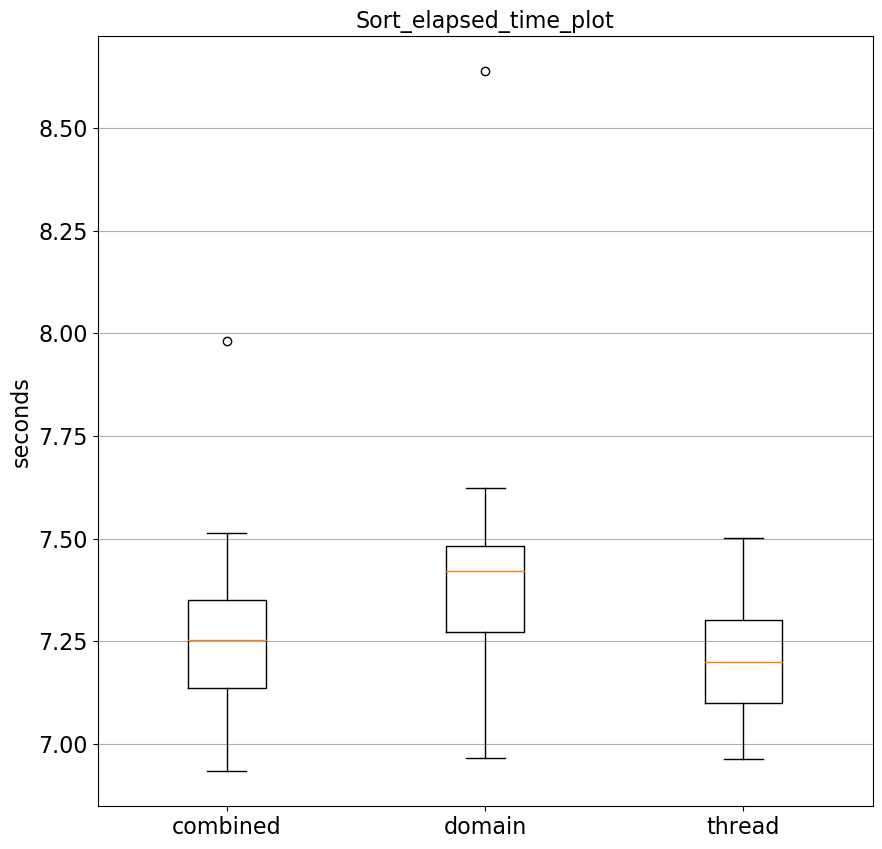 Sort_elapsed_time_plot
8.50
8.25
8.00
7.75
7.50
7.25
7.00
seconds
combined
domain
thread